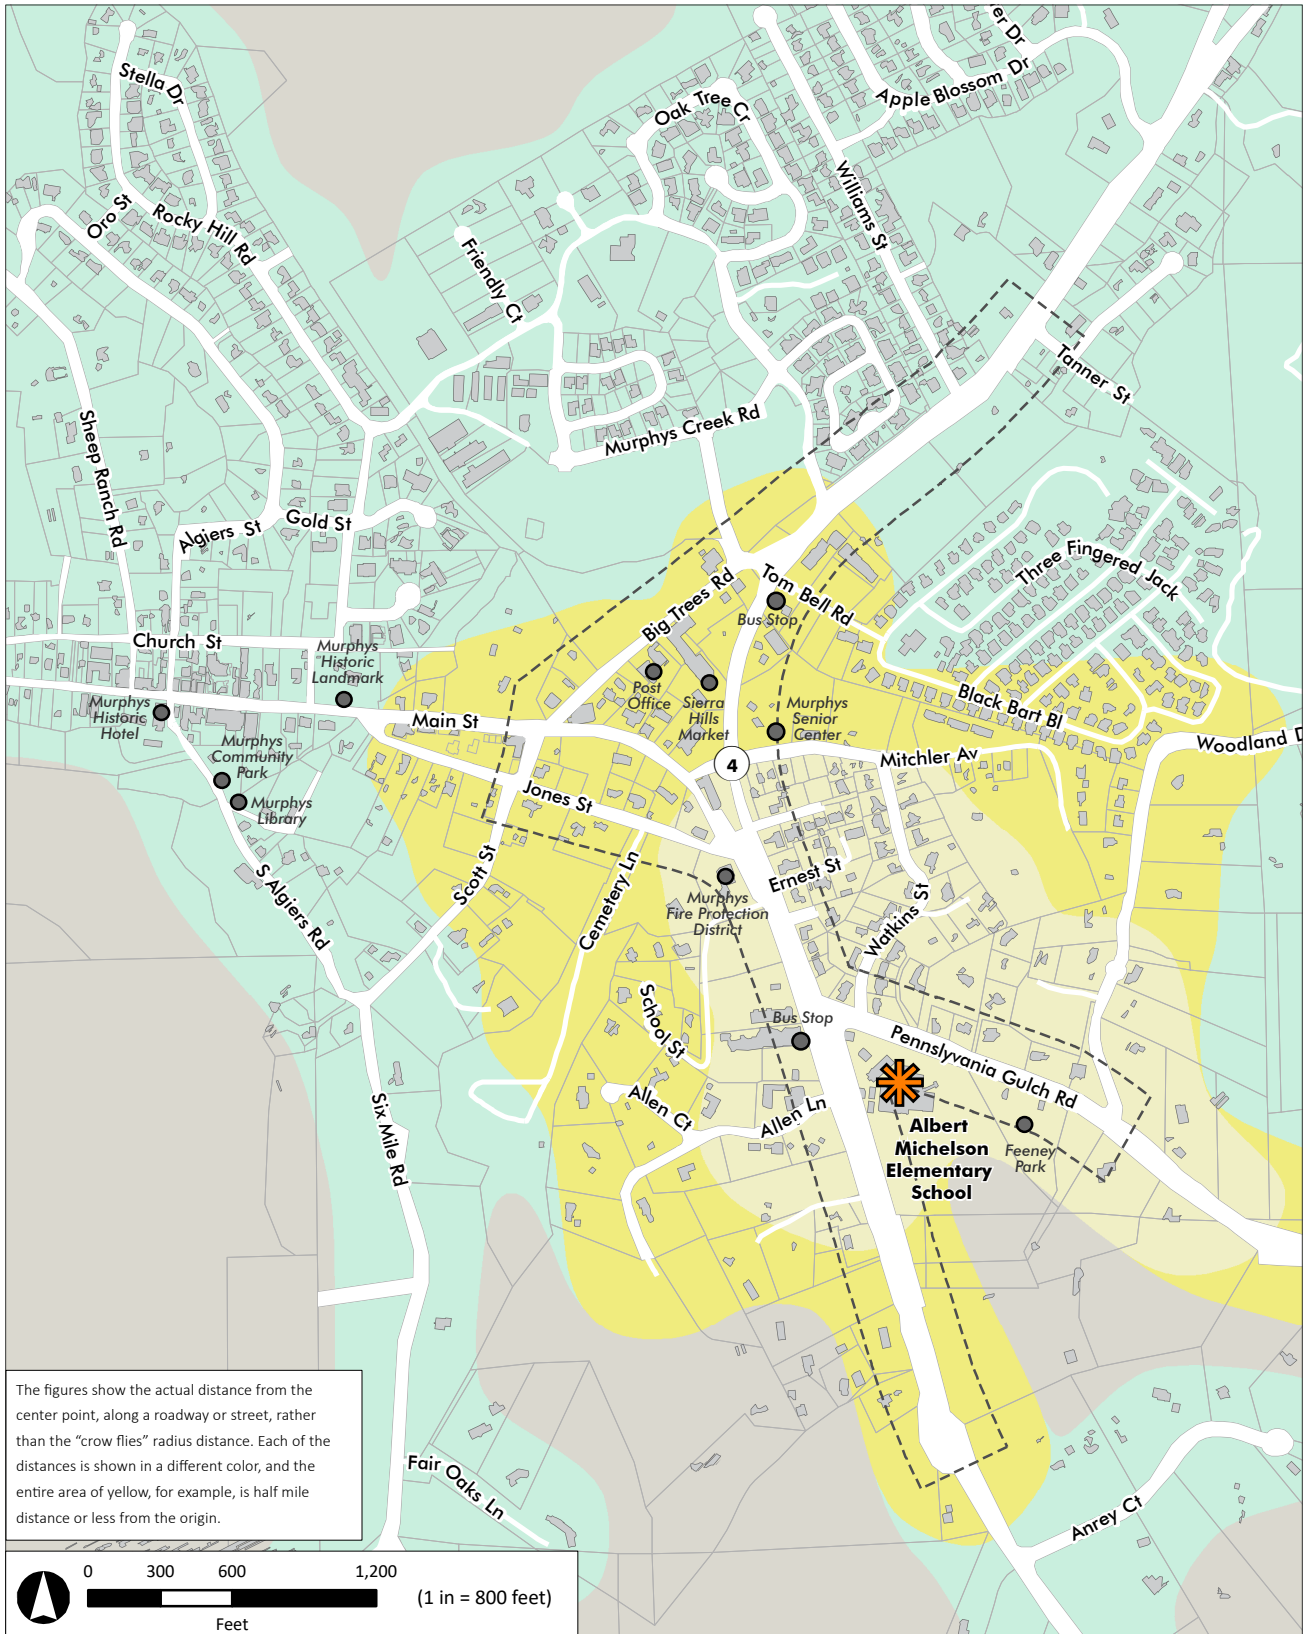 er Dr
Stella Dr
Apple Blossom Dr
Oak Tree Cr
Williams St
Oro St
Rocky Hill Rd
Friendly Ct
Tanner St
Sheep Ranch Rd
Murphys Creek Rd
Gold St
Algiers St
Three Fingered Jack
Tom Bell Rd
Big Trees Rd
Bus Stop
Church St
Murphys
Historic
Landmark
Post
Office
Sierra
Hills
Market
Murphys
Senior
Center
Black Bart Bl
Murphys
Historic
Hotel
Main St
Woodland D
Murphys
Community
Park
4
Mitchler Av
Murphys
Library
Jones St
S Algiers Rd
Scott St
Cemetery Ln
Ernest St
Murphys
Fire Protection
District
Watkins St
School St
Bus Stop
Pennslyvania Gulch Rd
Six Mile Rd
Allen Ct
Allen Ln
Albert
Michelson
Elementary
School
Feeney
Park
The figures show the actual distance from the
center point, along a roadway or street, rather
than the “crow flies” radius distance. Each of the
distances is shown in a different color, and the
entire area of yellow, for example, is half mile
distance or less from the origin.
Fair Oaks Ln
Anrey Ct
0 300 600 1,200
(1 in = 800 feet)
Feet